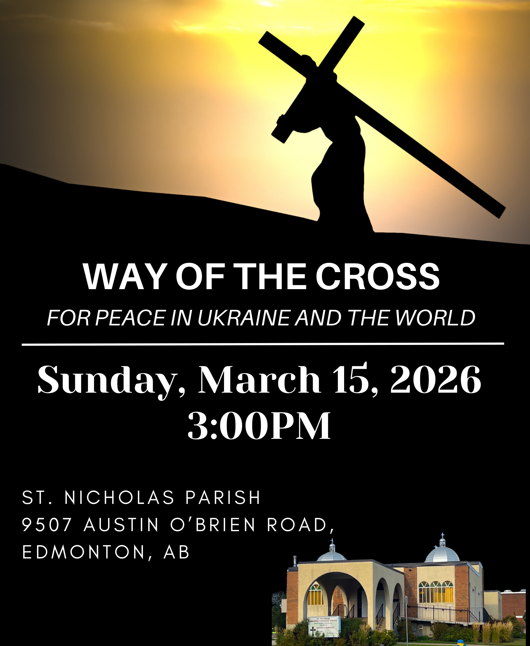 WAY OF THE CROSS
FOR PEACE IN UKRAINE AND THE WORLD
Sunday, March 15, 2026
3:00PM
ST. NICHOLAS PARISH
9507 AUSTIN O'BRIEN ROAD,
EDMONTON, AB